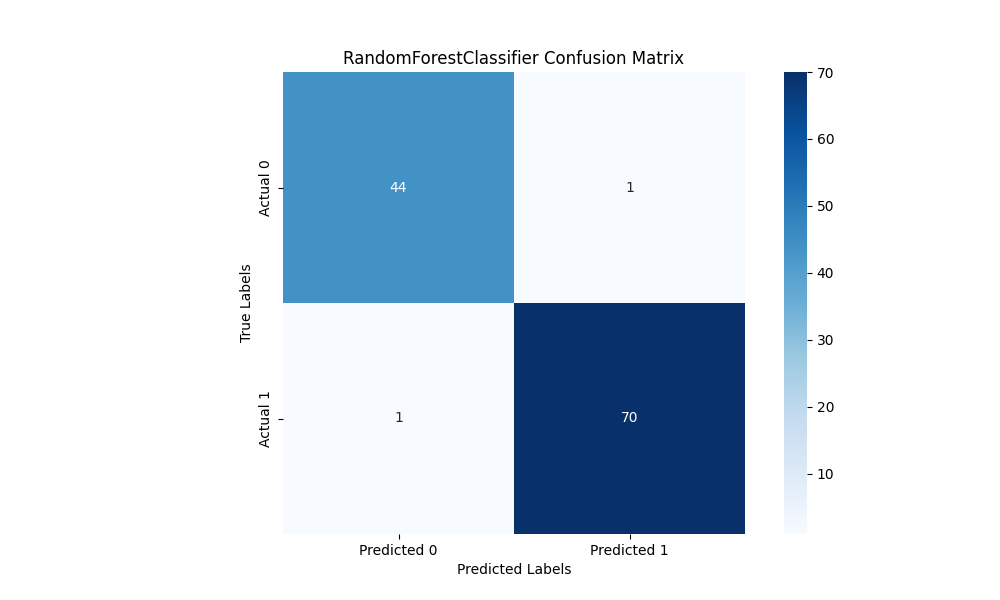 RandomForestClassifier Confusion Matrix
Actual 0
Actual 1
True Labels
44
1
1
70
Predicted 0
Predicted 1
Predicted Labels
70
60
50
40
30
20
10